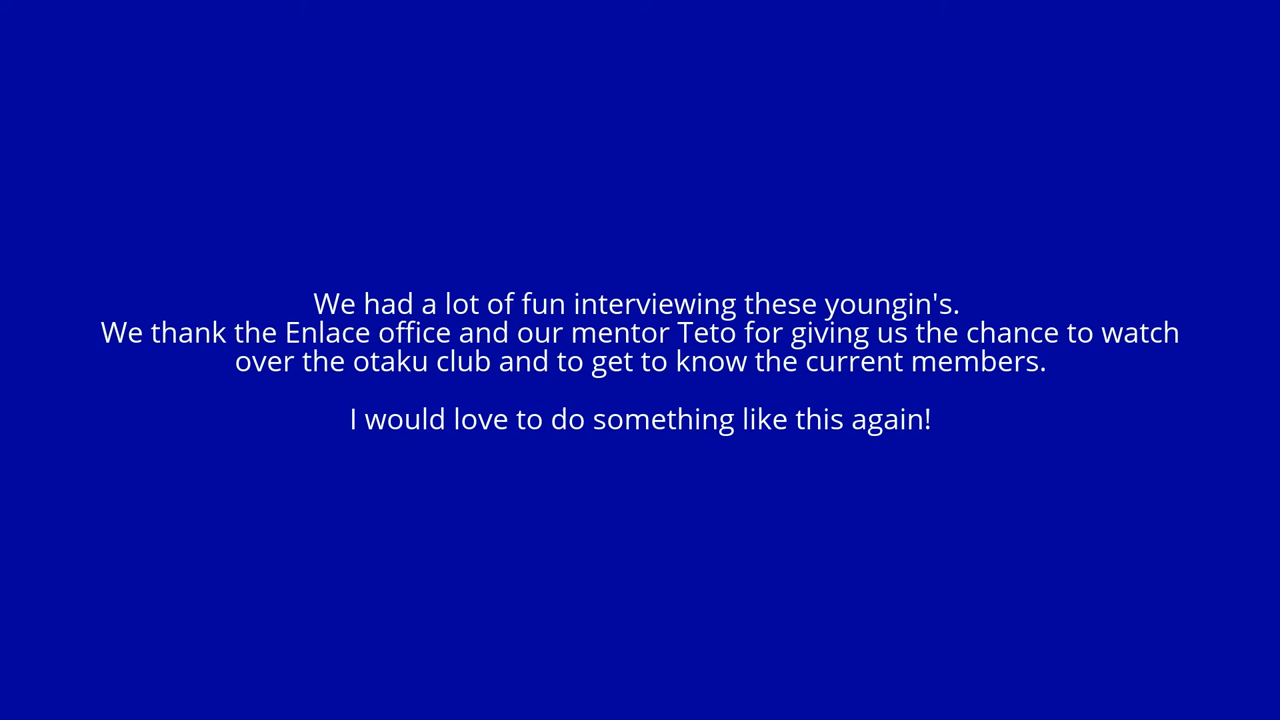 We had a lot of fun interviewing these youngin's.
We thank the Enlace office and our mentor Teto for giving us the chance to watch
over the otaku club and to get to know the current members.
I would love to do something like this again!